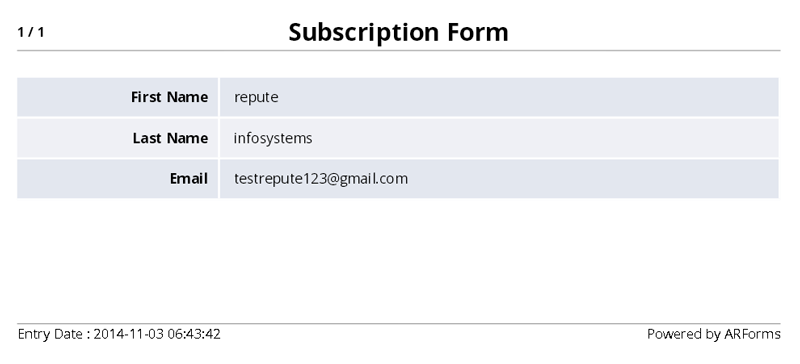 1 / 1 Subscription Form
First Name repute
Last Name infosystems
Email testrepute123@gmail.com
Entry Date : 2014-11-03 06:43:42 Powered by ARForms